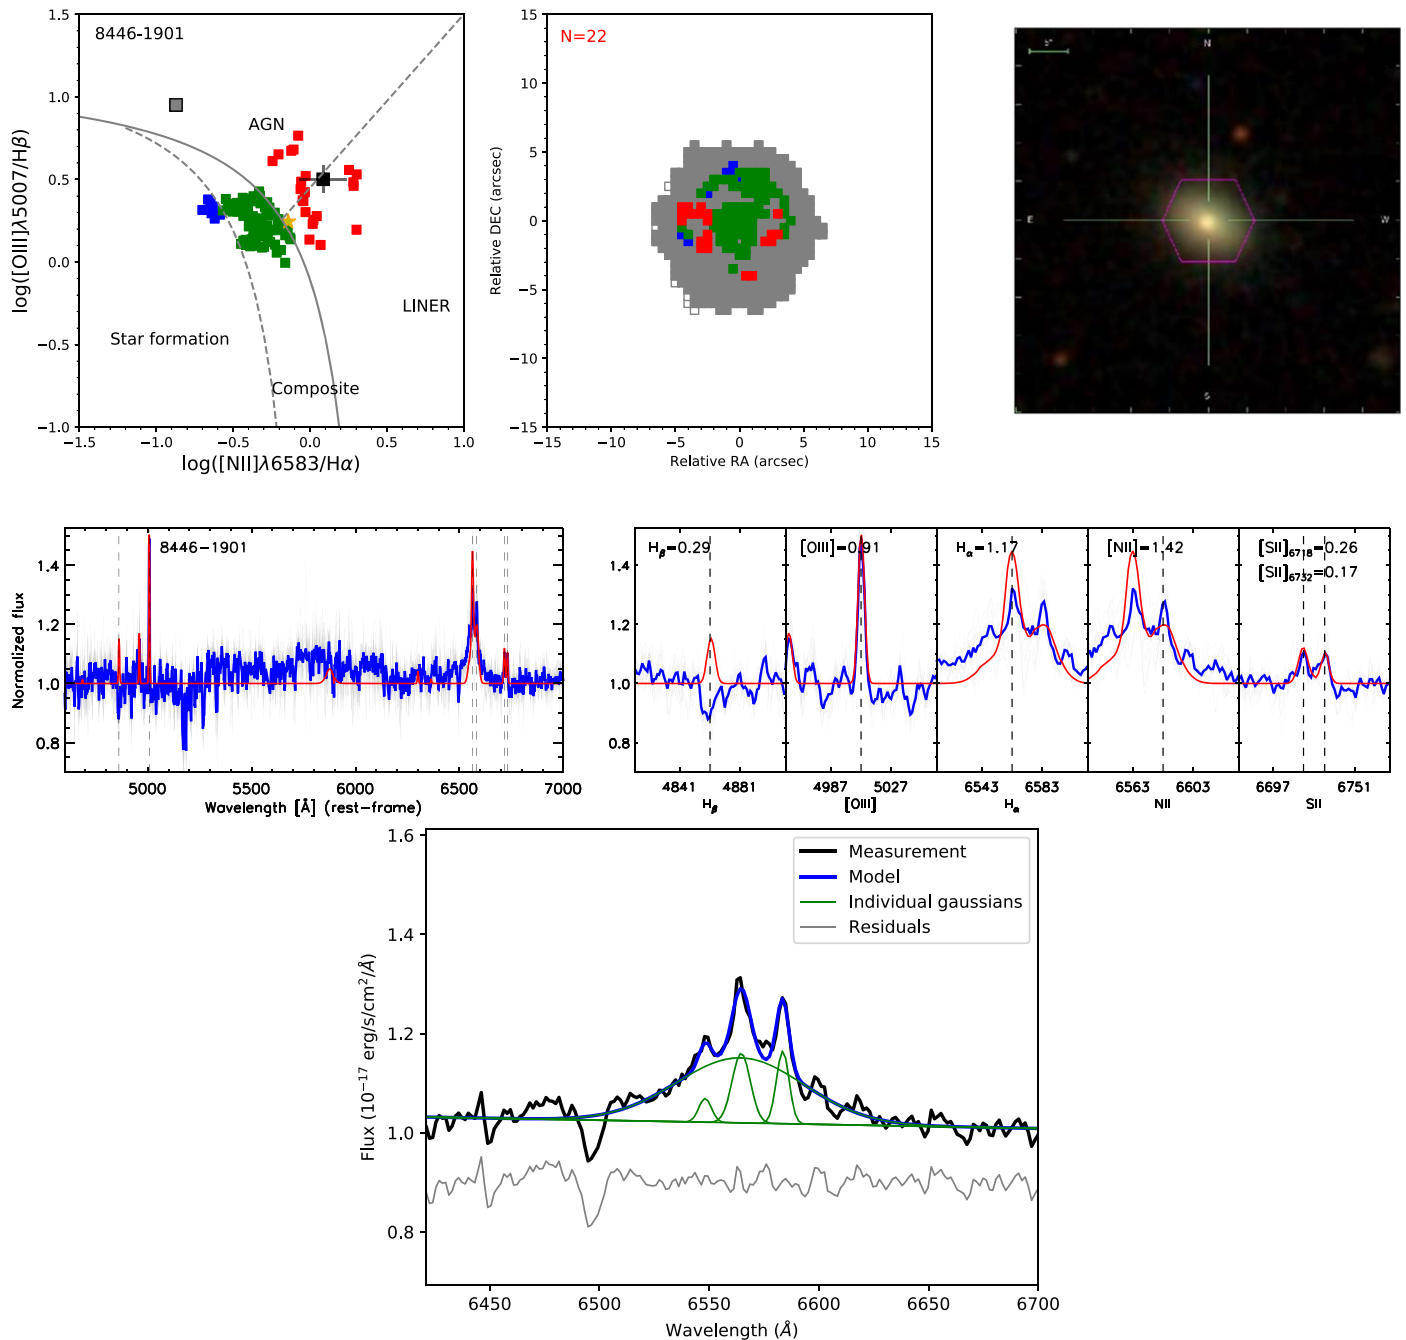 8446-1901
AGN
LINER
Star formation
Composite
1.5
1.0
0.5
0.0
−0.5
−1.0
−1.5 −1.0 −0.5 0.0 0.5 1.0
log([NII]λ6583/Hα)
log([OIII]λ5007/Hβ)
N=22
15
10
5
0
−5
−10
−15
−15 −10 −5 0 5 10 15
Relative RA (arcsec)
Relative DEC (arcsec)
5"
N
E
W
S
8446−1901
1.4
1.2
1.0
0.8
5000 5500 6000 6500 7000
Wavelength [Å] (rest−frame)
Normalized flux
Hβ=0.29
[OIII]=0.91
Hα=1.17
[NII]=1.42
[SII]6718=0.26
[SII]6732=0.17
1.4
1.2
1.0
0.8
4841 4881 4987 5027 6543 6583 6563 6603 6697 6751
Hβ [OIII] Hα NII SII
Measurement
Model
Individual gaussians
Residuals
1.6
1.4
1.2
1.0
0.8
6450 6500 6550 6600 6650 6700
Wavelength (Å)
Flux (10⁻¹⁷ erg/s/cm²/Å)